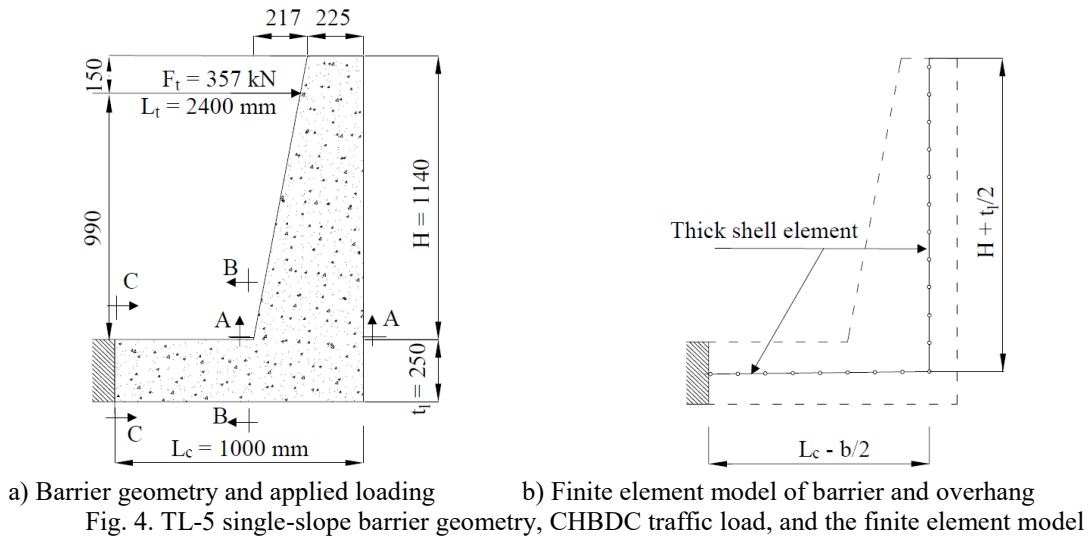 217 225
150
F_t = 357 kN
L_t = 2400 mm
990
H = 1140
B
C
A A
t_l = 250
B
C
L_c = 1000 mm
Thick shell element
H + t_l/2
L_c - b/2
a) Barrier geometry and applied loading b) Finite element model of barrier and overhang
Fig. 4. TL-5 single-slope barrier geometry, CHBDC traffic load, and the finite element model